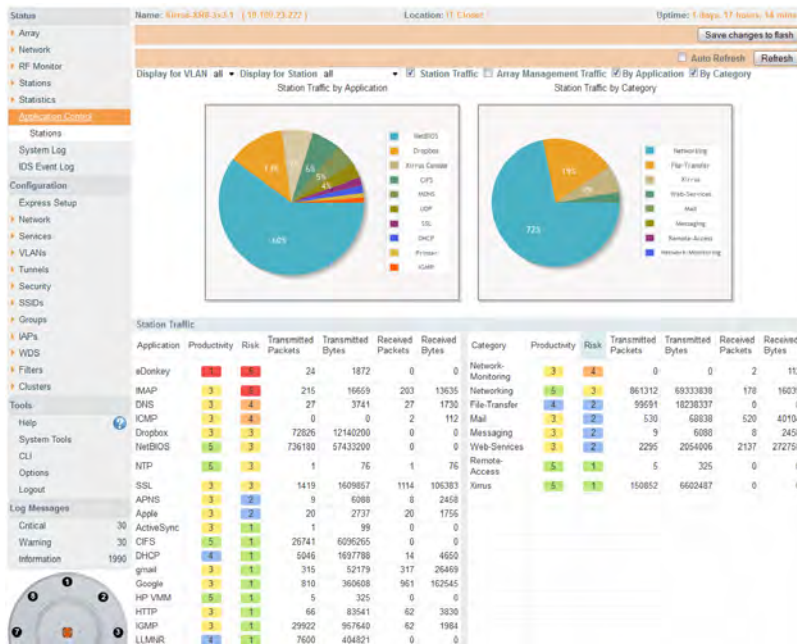 Status
Array
Network
RF Monitor
Stations
Statistics
Application Control
Stations
System Log
IDS Event Log
Configuration
Express Setup
Network
Services
VLANs
Tunnels
Security
SSIDs
Groups
IAPs
WDS
Filters
Clusters
Tools
Help
System Tools
CLI
Options
Logout
Log Messages
Critical 30
Warning 30
Information 1990
Name: ( 10.100.23.222 ) Location: Uptime: 17 hours,
Save changes to flash
Auto Refresh Refresh
Display for VLAN all Display for Station all Station Traffic Array Management Traffic By Application By Category
Station Traffic by Application
60%
13%
6%
5%
4%
NetBIOS
Dropbox
Xirrus Console
CIFS
MDNS
UDP
SSL
DHCP
IGMP
Station Traffic by Category
72%
19%
Networking
File-Transfer
Xirrus
Web-Services
Mail
Messaging
Remote-Access
Network-Monitoring
Station Traffic
Application Productivity Risk Transmitted Packets Transmitted Bytes Received Packets Received Bytes
eDonkey 1 5 24 1872 0 0
IMAP 3 5 215 16659 203 13635
DNS 3 4 27 3741 27 1730
ICMP 3 4 0 0 2 112
Dropbox 3 3 72826 12140200 0 0
NetBIOS 5 3 736180 57433200 0 0
NTP 5 3 1 76 1 76
SSL 3 3 1419 1609857 1114 106383
APNS 3 2 9 6088 8 2458
Apple 3 2 20 2737 20 1756
ActiveSync 3 1 1 99 0 0
CIFS 5 1 26741 6096265 0 0
DHCP 4 1 5046 1697788 14 4650
gmail 3 1 315 52179 317 26469
Google 3 1 810 360608 961 162545
HP VMM 5 1 5 325 0 0
HTTP 3 1 66 83541 62 3830
IGMP 3 1 29922 957640 62 1984
LLMNR 4 1 7600 404821 0 0
Category Productivity Risk Transmitted Packets Transmitted Bytes Received Packets Received Bytes
Network-Monitoring 3 4 0 0 2 112
Networking 5 3 861312 69333838 178
File-Transfer 4 2 99591 18238337 0 0
Mail 3 2 530 68838 520
Messaging 3 2 9 6088 8
Web-Services 3 2 2295 2054006 2137
Remote-Access 5 1 5 325 0 0
Xirrus 5 1 150852 6602487 0 0